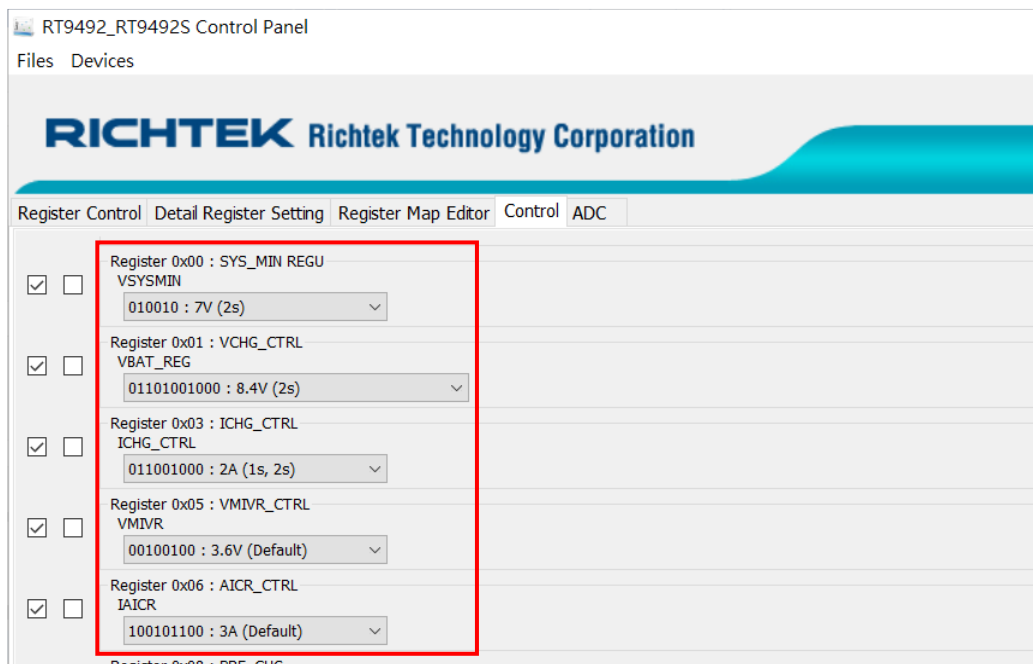 RT9492_RT9492S Control Panel
Files Devices
RICHTEK Richtek Technology Corporation
Register Control Detail Register Setting Register Map Editor Control ADC
Register 0x00 : SYS_MIN REGU
VSYSMIN
010010 : 7V (2s)
Register 0x01 : VCHG_CTRL
VBAT_REG
01101001000 : 8.4V (2s)
Register 0x03 : ICHG_CTRL
ICHG_CTRL
011001000 : 2A (1s, 2s)
Register 0x05 : VMIVR_CTRL
VMIVR
00100100 : 3.6V (Default)
Register 0x06 : AICR_CTRL
IAICR
100101100 : 3A (Default)